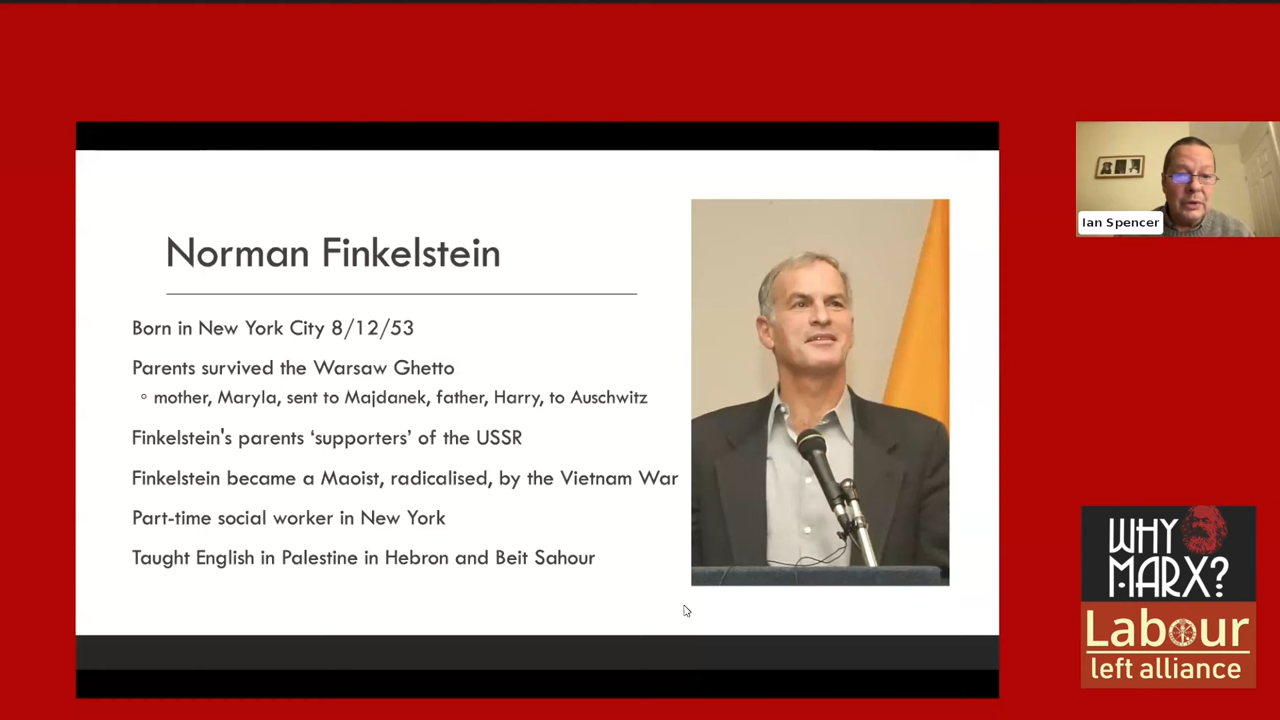 Norman Finkelstein
Born in New York City 8/12/53
Parents survived the Warsaw Ghetto
◦ mother, Maryla, sent to Majdanek, father, Harry, to Auschwitz
Finkelstein's parents ‘supporters’ of the USSR
Finkelstein became a Maoist, radicalised, by the Vietnam War
Part-time social worker in New York
Taught English in Palestine in Hebron and Beit Sahour
Ian Spencer
WHY
MARX?
Labour
left alliance